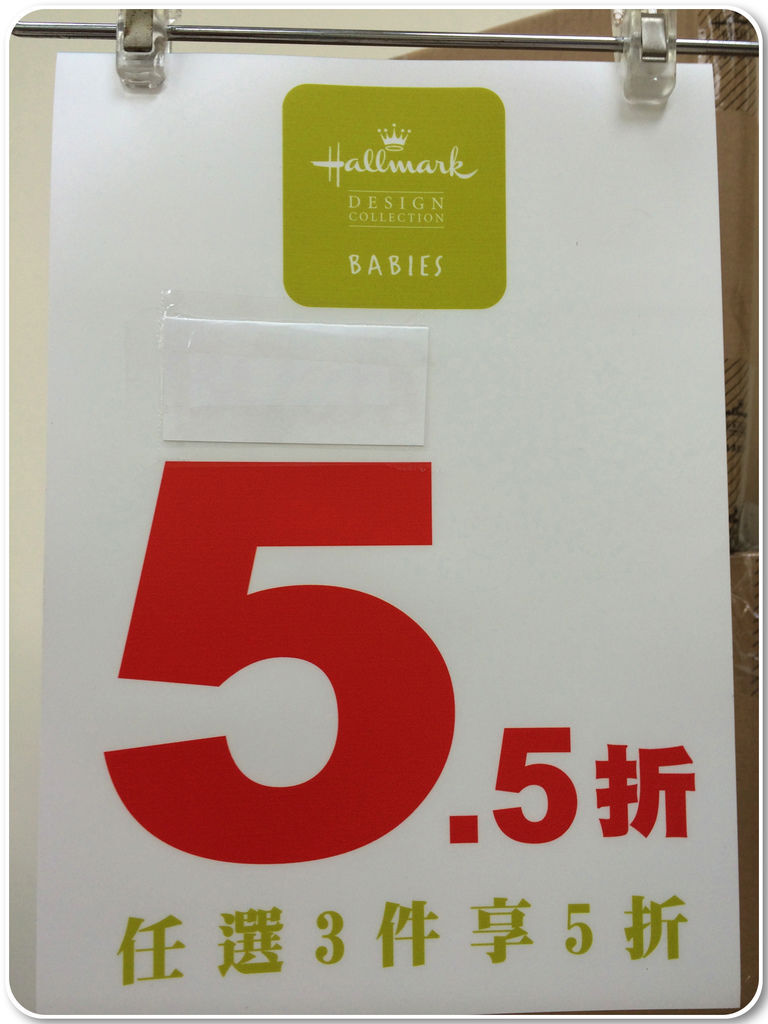 Hallmark
DESIGN
COLLECTION
BABIES
5.5折
任選3件享5折